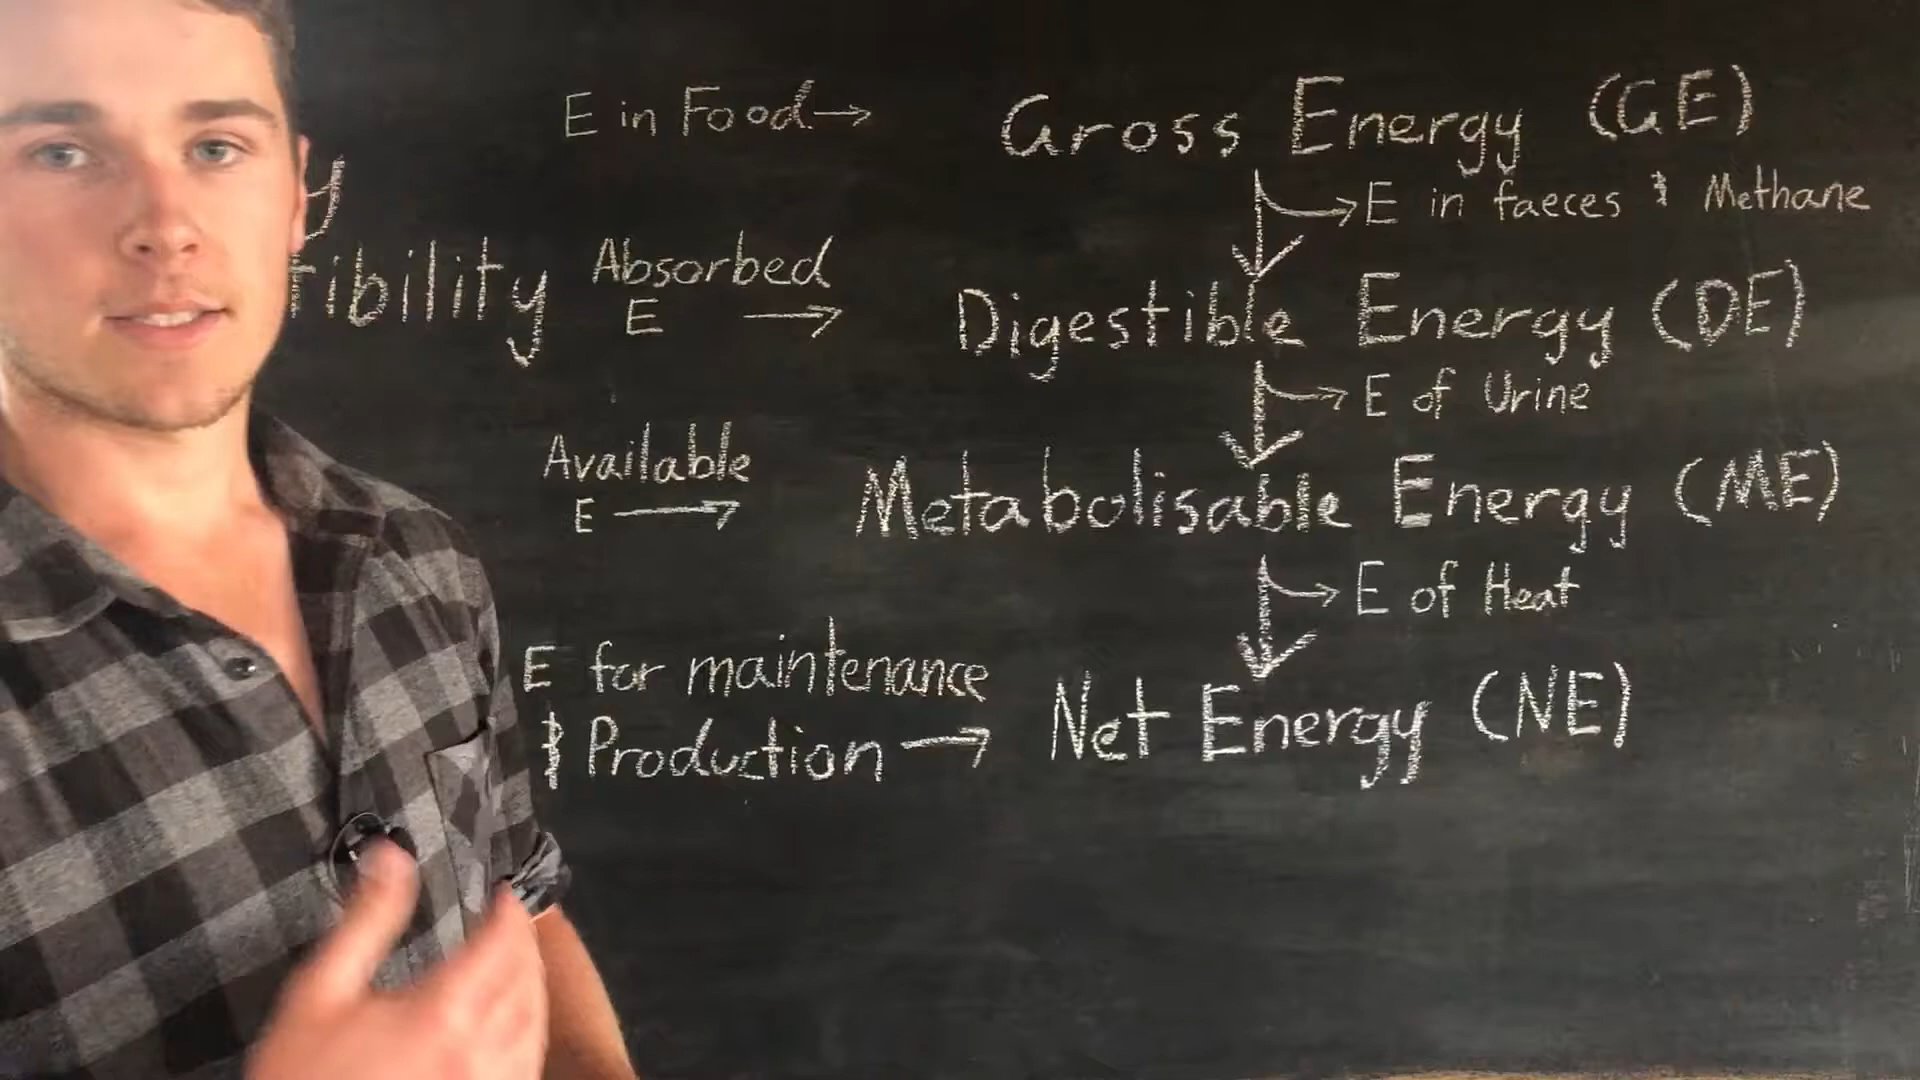 E in Food → Gross Energy (GE)
→ E in faeces & Methane
Absorbed
E → Digestible Energy (DE)
→ E of Urine
Available
E → Metabolisable Energy (ME)
→ E of Heat
E for maintenance
& Production → Net Energy (NE)